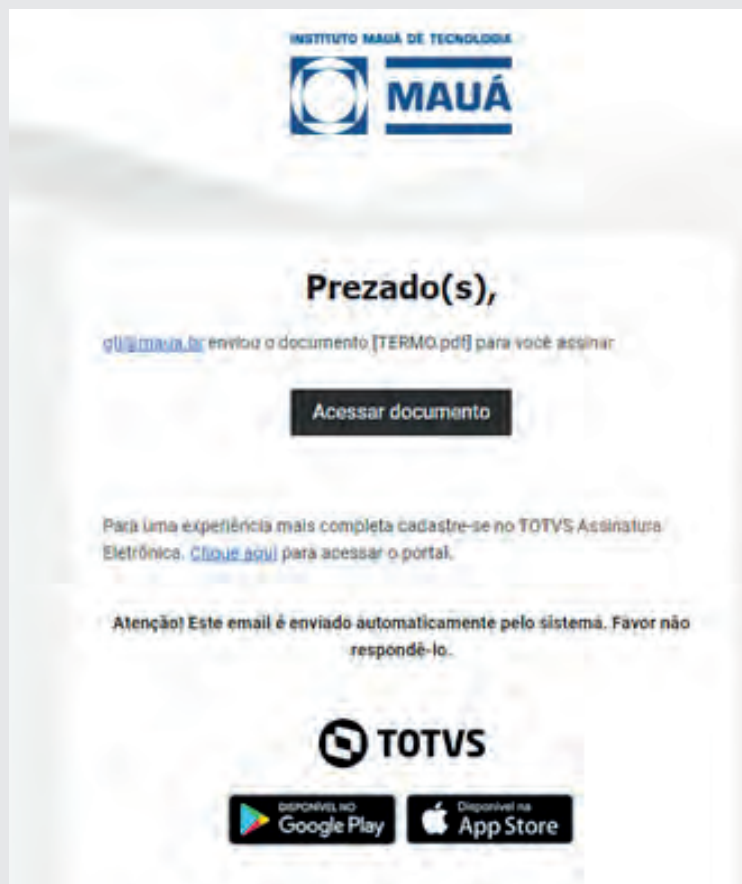 INSTITUTO MAUÁ DE TECNOLOGIA
MAUÁ
Prezado(s),
enviou o documento [TERMO.pdf] para você assinar
Acessar documento
Para uma experiência mais completa cadastre-se no TOTVS Assinatura
Eletrônica. Clique aqui para acessar o portal.
Atenção! Este email é enviado automaticamente pelo sistema. Favor não
respondê-lo.
TOTVS
DISPONÍVEL NO
Google Play
Disponível na
App Store